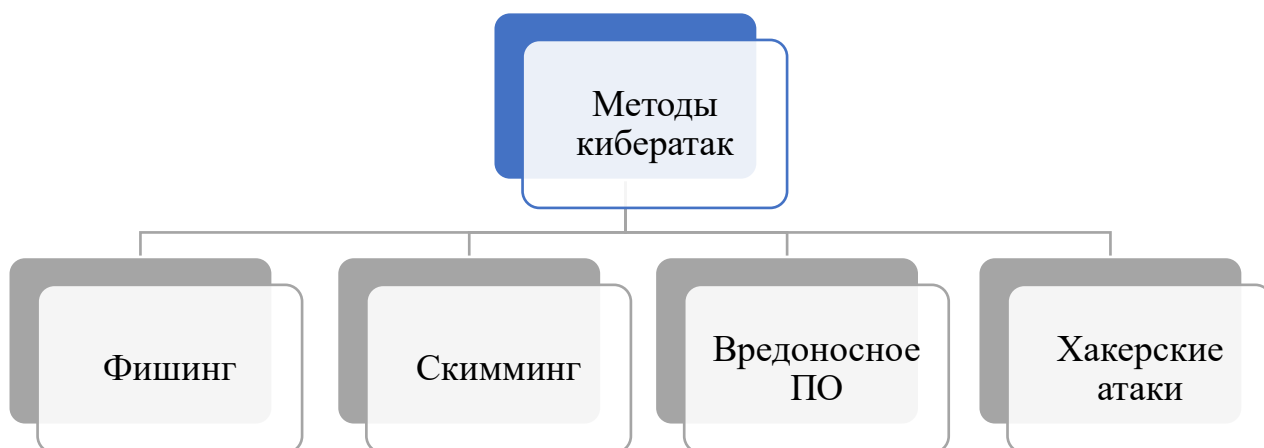 Методы
кибератак
Фишинг
Скимминг
Вредоносное
ПО
Хакерские
атаки